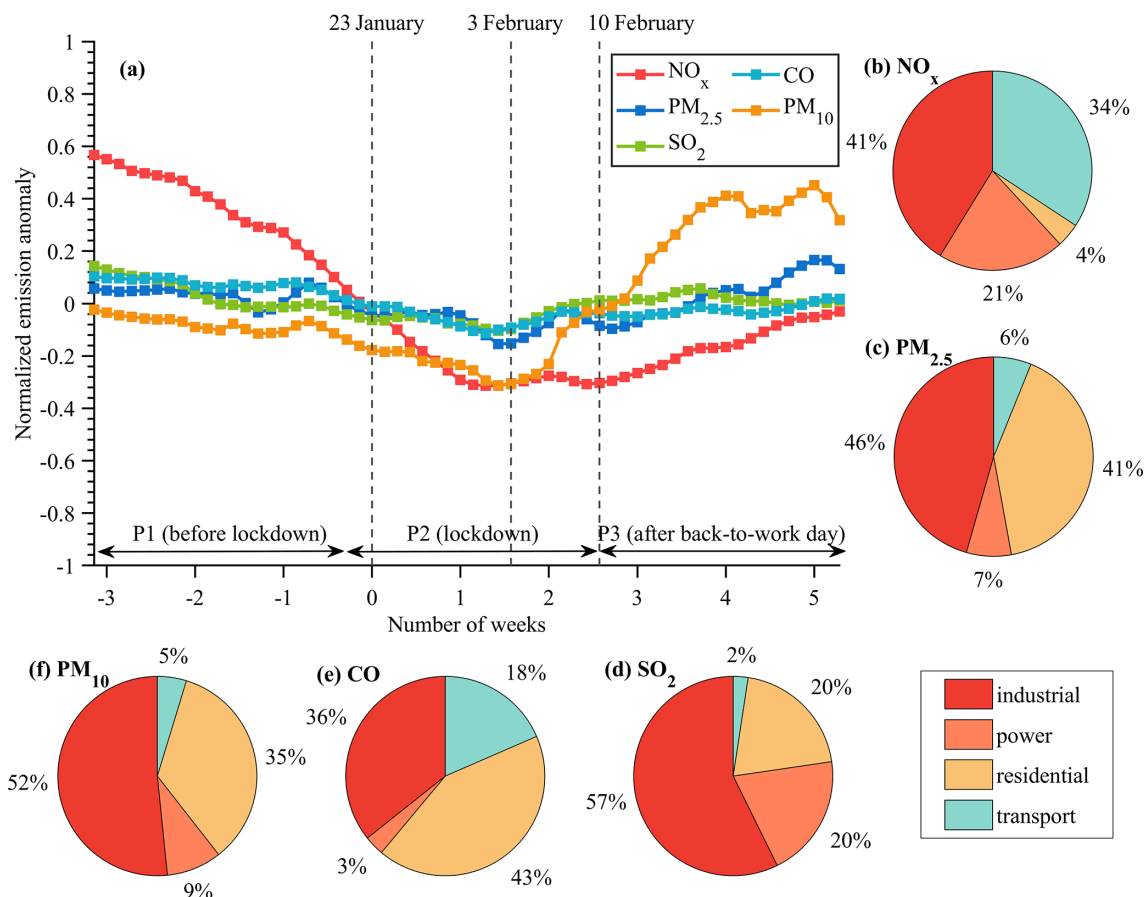 23 January
3 February
10 February
(a)
1
0.8
0.6
0.4
0.2
0
-0.2
-0.4
-0.6
-0.8
-1
Normalized emission anomaly
NOx
PM2.5
SO2
CO
PM10
P1 (before lockdown)
P2 (lockdown)
P3 (after back-to-work day)
-3
-2
-1
0
1
2
3
4
5
Number of weeks
(b) NOx
34%
41%
4%
21%
(c) PM2.5
6%
46%
41%
7%
(f) PM10
5%
35%
52%
9%
(e) CO
18%
36%
3%
43%
(d) SO2
2%
20%
57%
20%
industrial
power
residential
transport